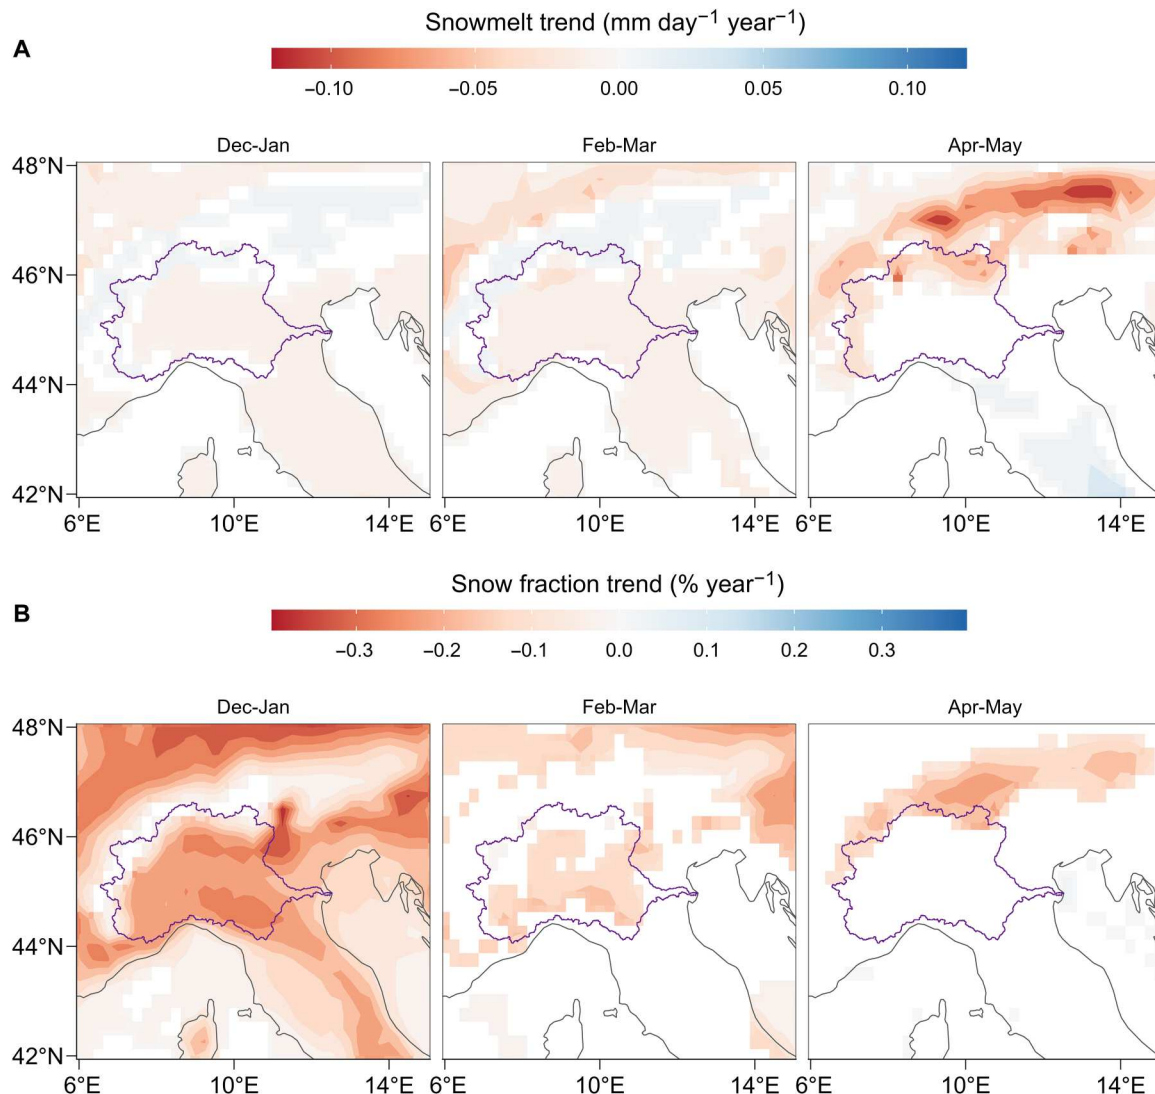 Snowmelt trend (mm day⁻¹ year⁻¹)
A
−0.10 −0.05 0.00 0.05 0.10
Dec-Jan Feb-Mar Apr-May
48°N
46°N
44°N
42°N
6°E 10°E 14°E 6°E 10°E 14°E 6°E 10°E 14°E
Snow fraction trend (% year⁻¹)
B
−0.3 −0.2 −0.1 0.0 0.1 0.2 0.3
Dec-Jan Feb-Mar Apr-May
48°N
46°N
44°N
42°N
6°E 10°E 14°E 6°E 10°E 14°E 6°E 10°E 14°E